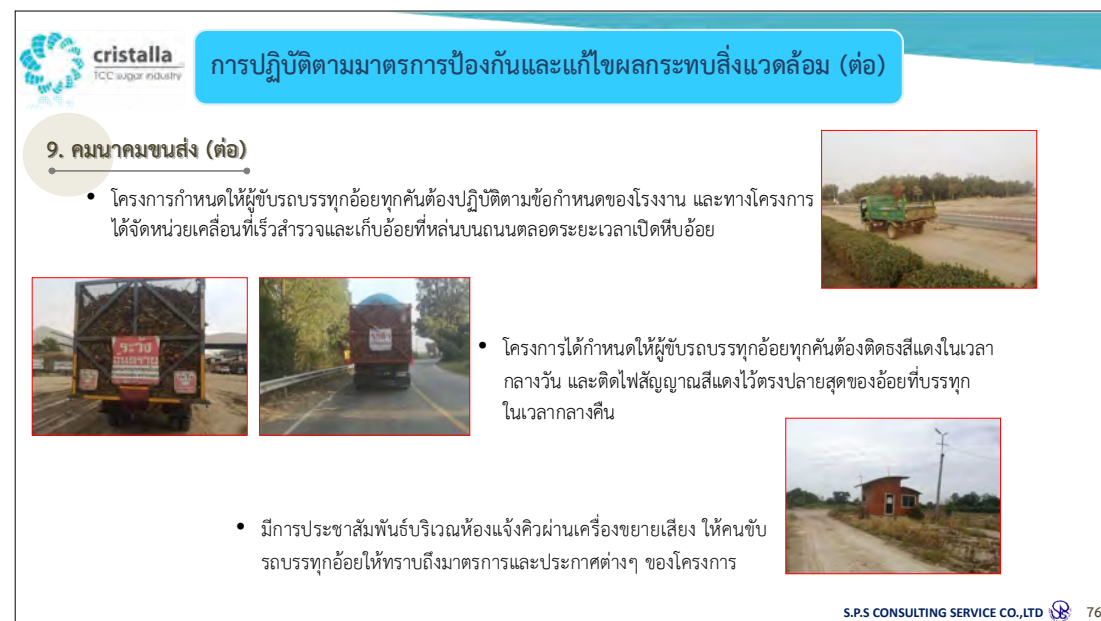 cristalla
TCC sugar industry
การปฏิบัติตามมาตรการป้องกันและแก้ไขผลกระทบสิ่งแวดล้อม (ต่อ)
9. คมนาคมขนส่ง (ต่อ)
• โครงการกำหนดให้ผู้ขับรถบรรทุกอ้อยทุกคันต้องปฏิบัติตามข้อกำหนดของโรงงาน และทางโครงการ
ได้จัดหน่วยเคลื่อนที่เร็วสำรวจและเก็บอ้อยที่หล่นบนถนนตลอดระยะเวลาเปิดหีบอ้อย
ระวัง
อันตราย
• โครงการได้กำหนดให้ผู้ขับรถบรรทุกอ้อยทุกคันต้องติดธงสีแดงในเวลา
กลางวัน และติดไฟสัญญาณสีแดงไว้ตรงปลายสุดของอ้อยที่บรรทุก
ในเวลากลางคืน
• มีการประชาสัมพันธ์บริเวณห้องแจ้งคิวผ่านเครื่องขยายเสียง ให้คนขับ
รถบรรทุกอ้อยให้ทราบถึงมาตรการและประกาศต่างๆ ของโครงการ
S.P.S CONSULTING SERVICE CO.,LTD 76